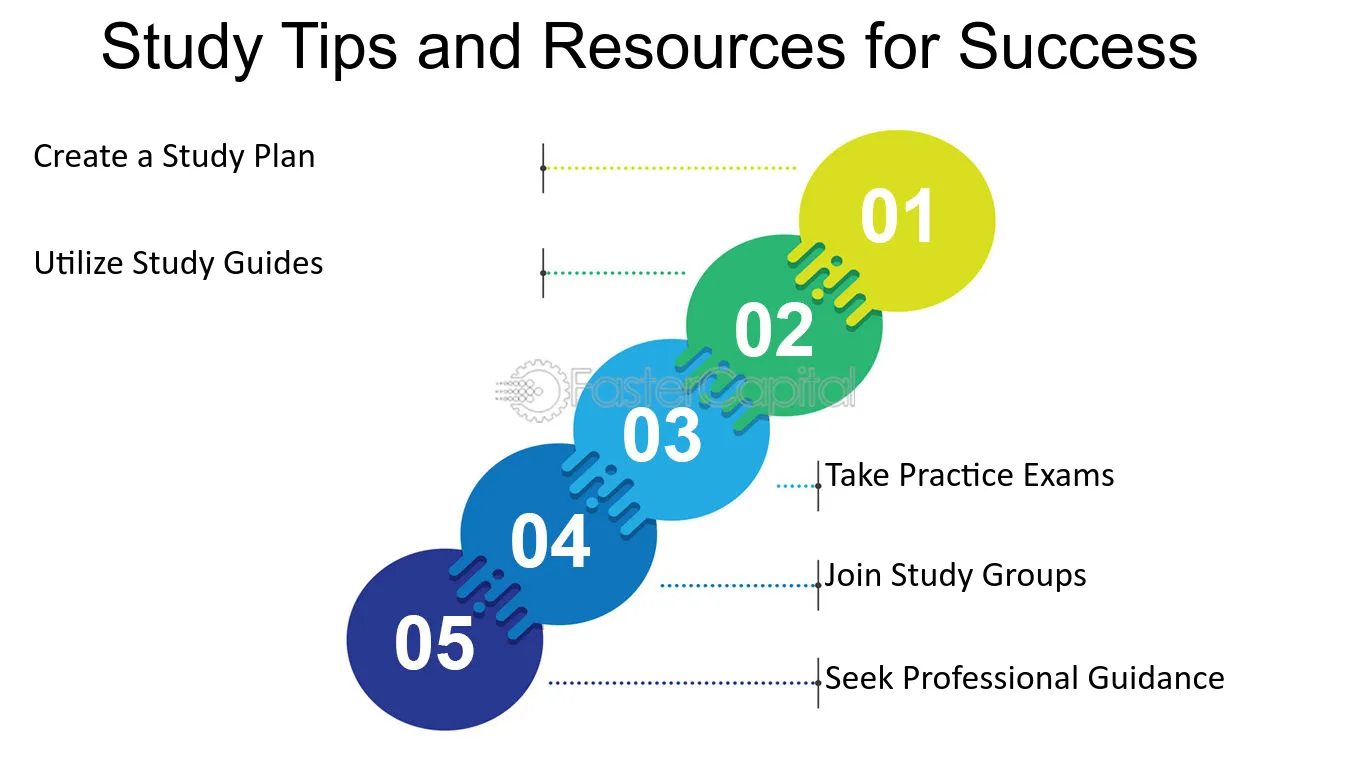 Study Tips and Resources for Success
Create a Study Plan
01
Utilize Study Guides
02
FasterCapital
03
Take Practice Exams
04
Join Study Groups
05
Seek Professional Guidance